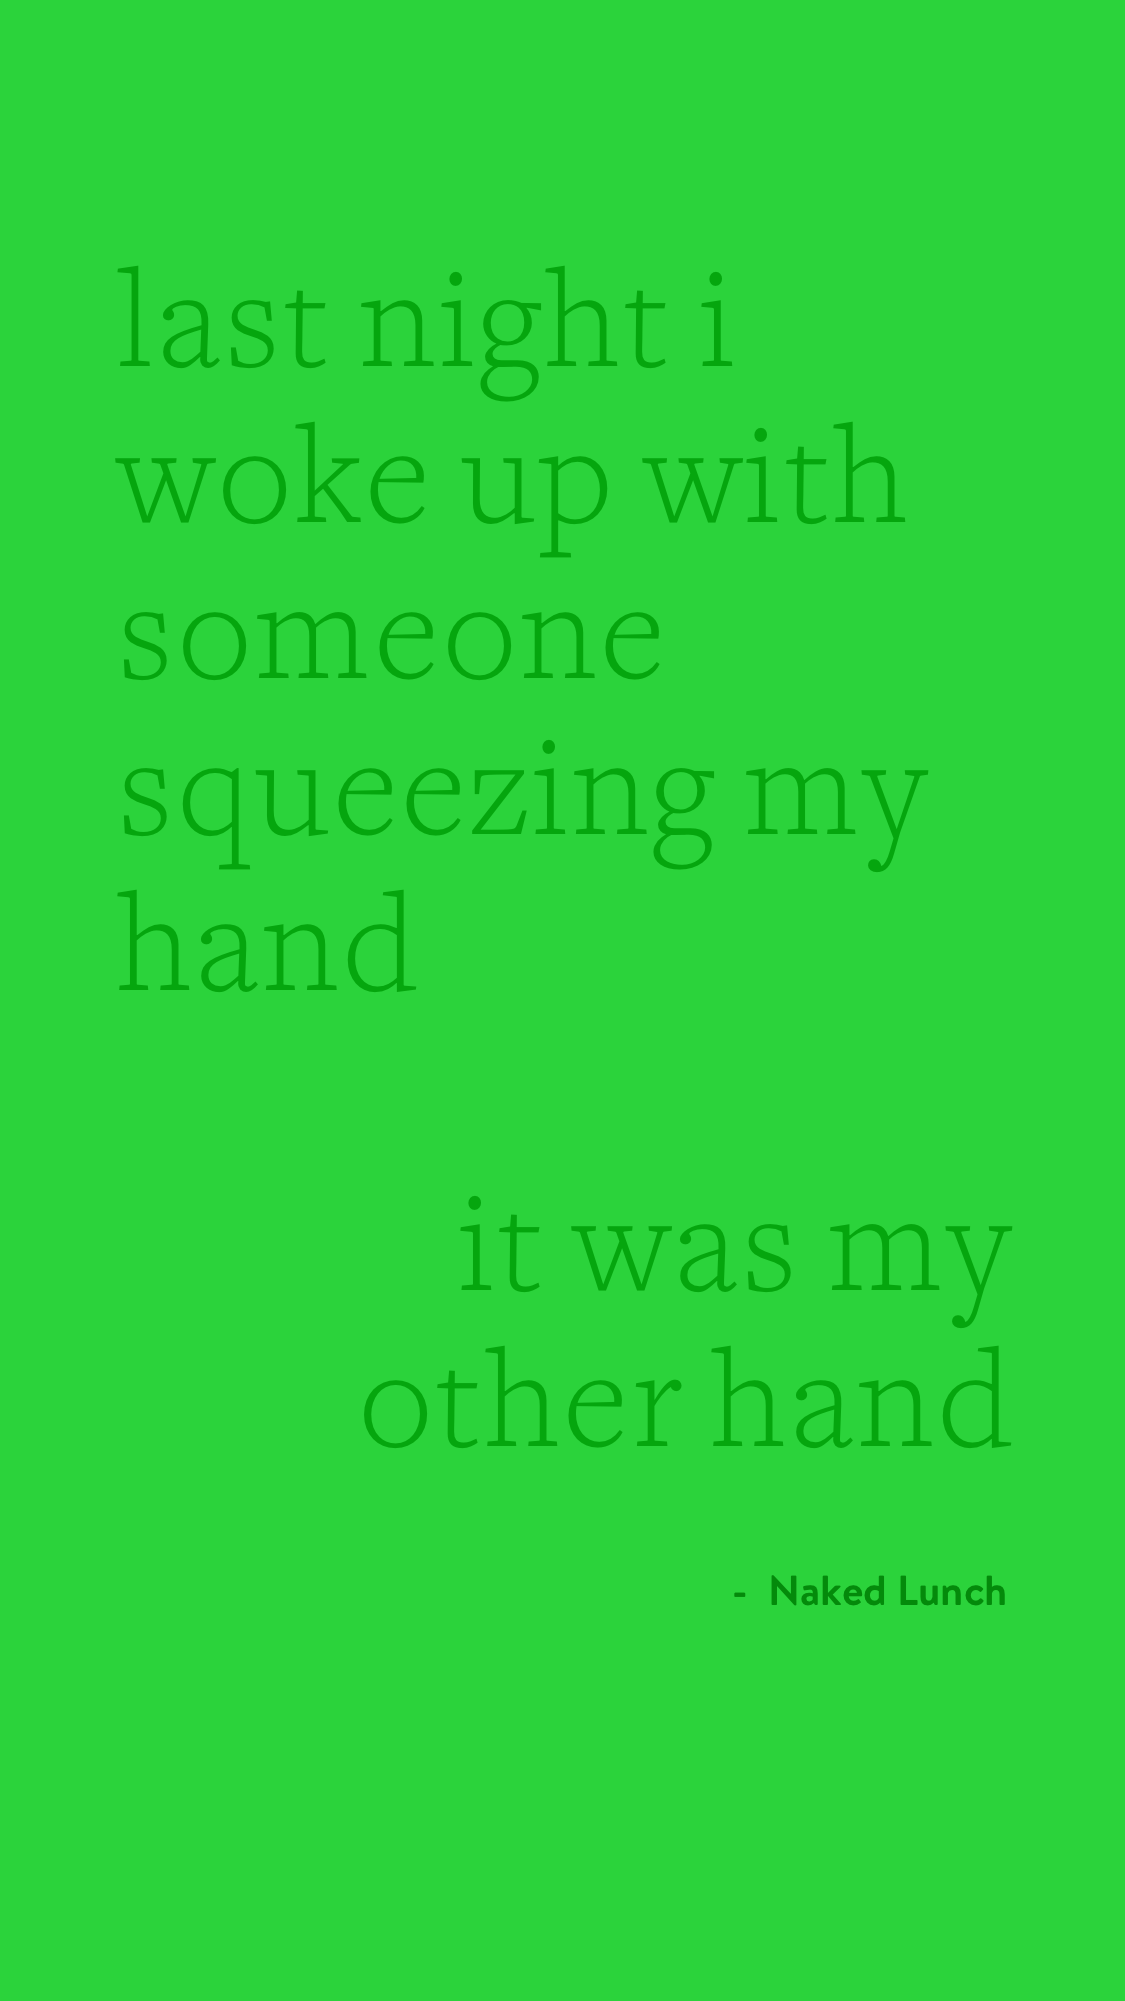 last night i
woke up with
someone
squeezing my
hand
it was my
other hand
- Naked Lunch